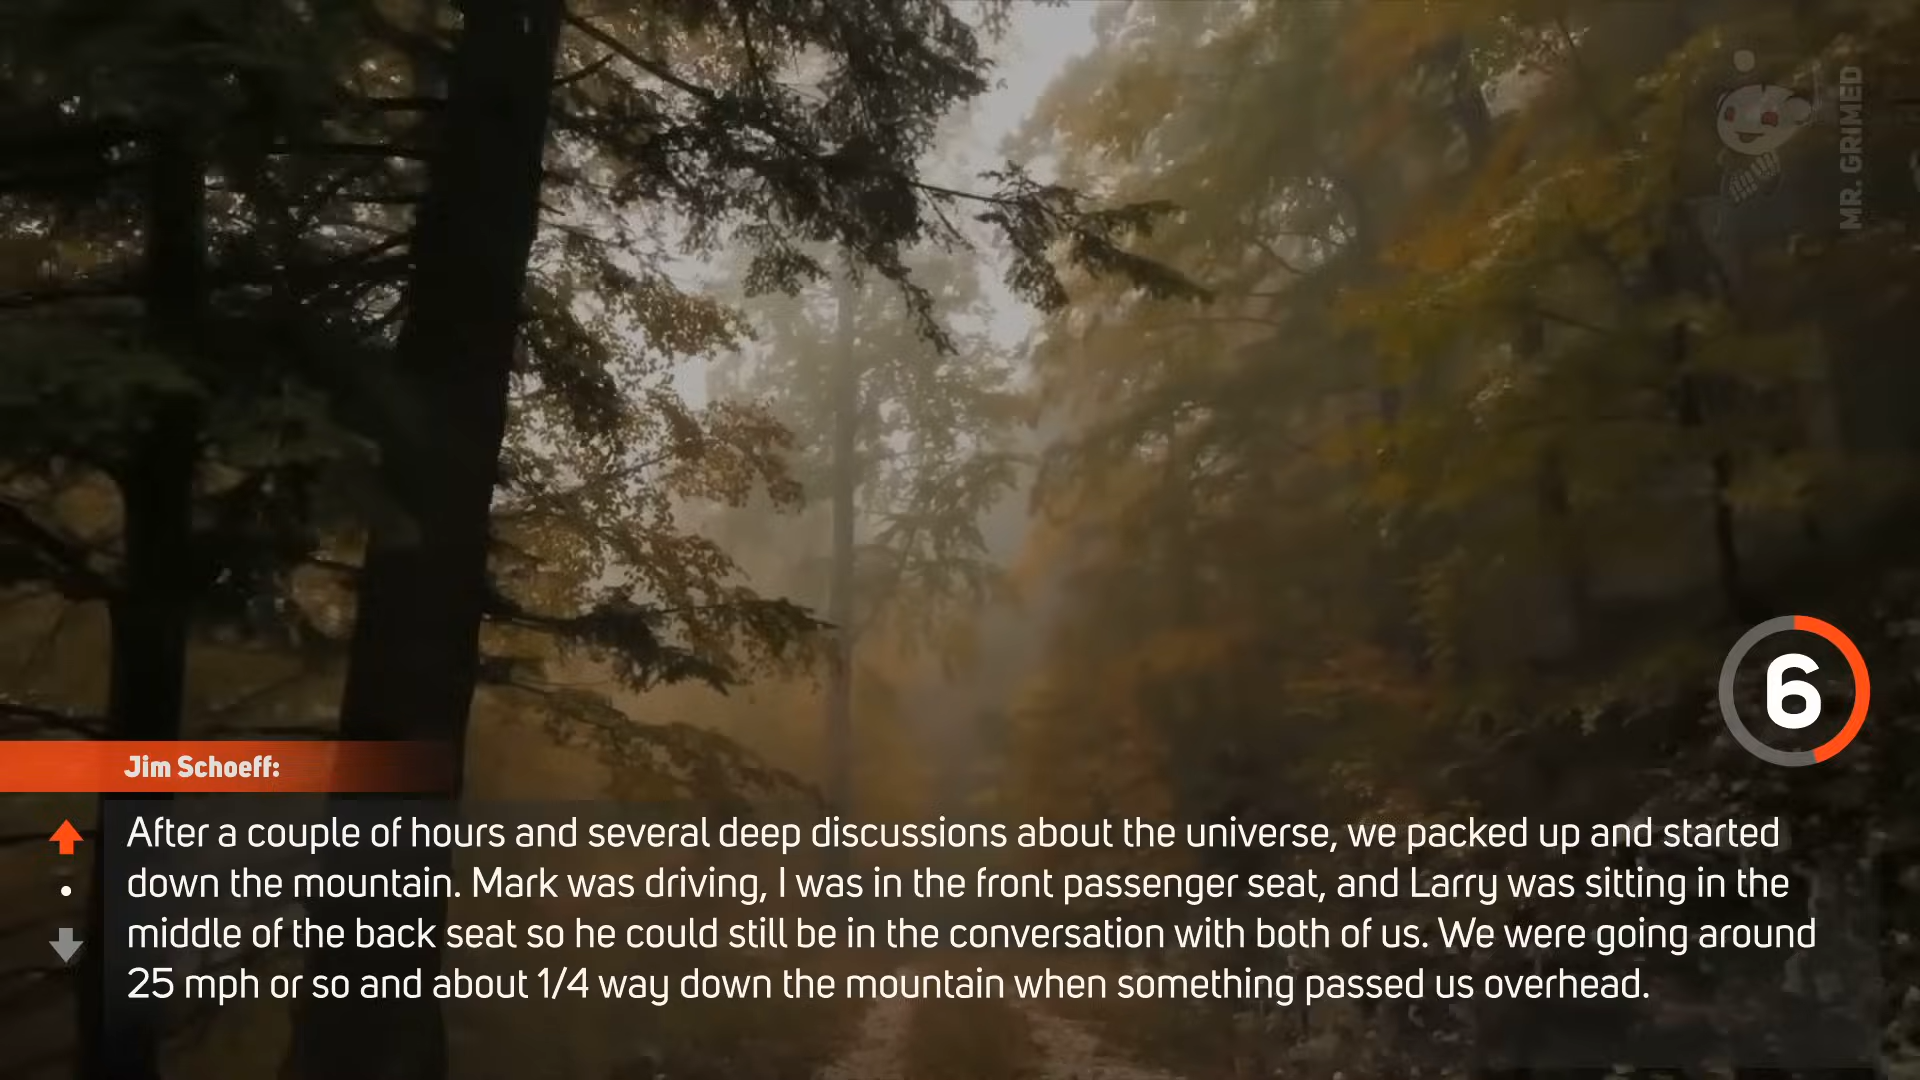 MR. GRIMED
6
Jim Schoeff:
After a couple of hours and several deep discussions about the universe, we packed up and started
down the mountain. Mark was driving, I was in the front passenger seat, and Larry was sitting in the
middle of the back seat so he could still be in the conversation with both of us. We were going around
25 mph or so and about 1/4 way down the mountain when something passed us overhead.